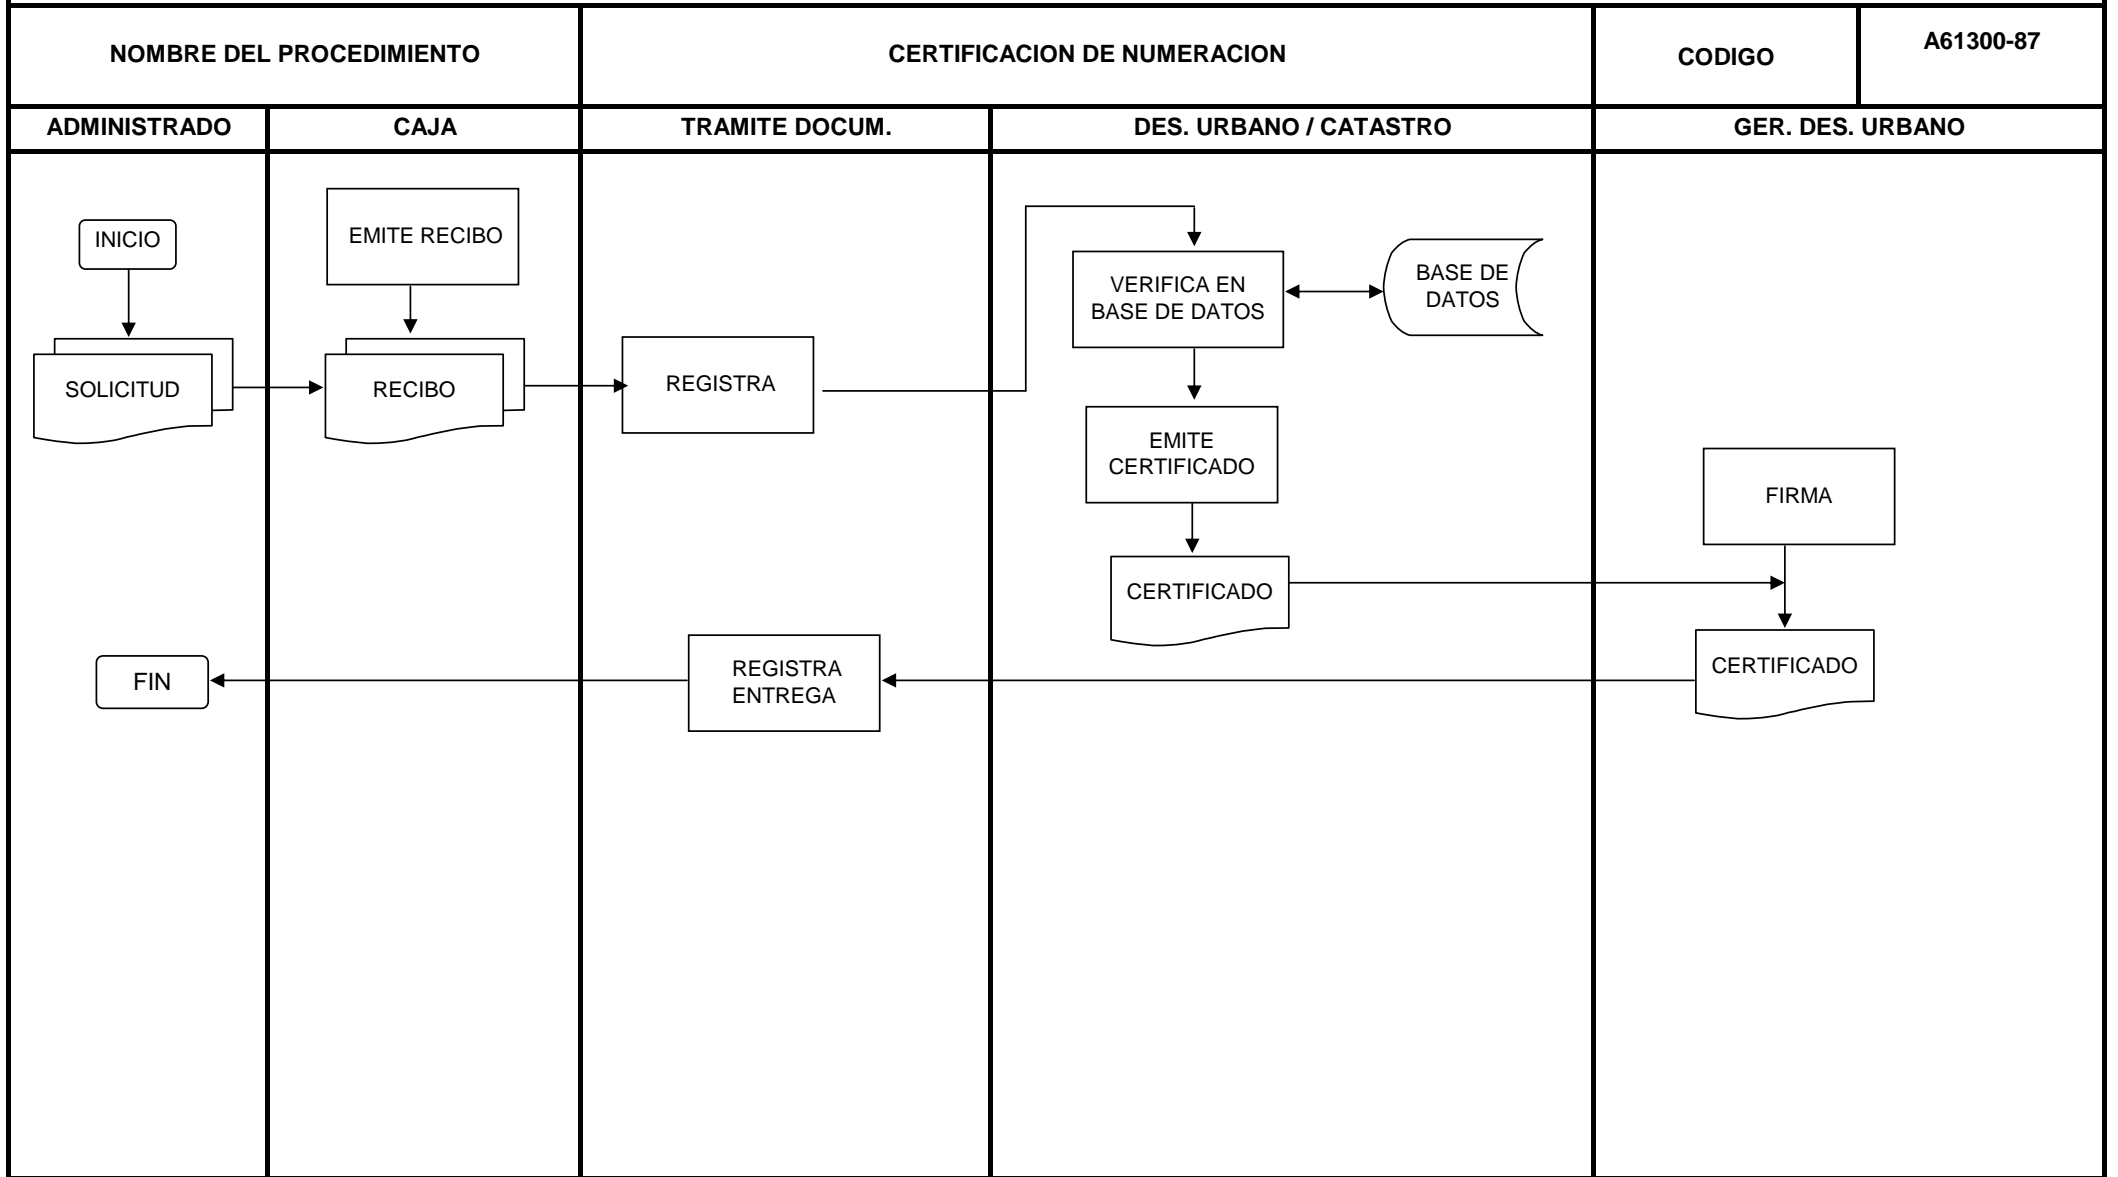 NOMBRE DEL PROCEDIMIENTO
CERTIFICACION DE NUMERACION
CODIGO
A61300-87
ADMINISTRADO
CAJA
TRAMITE DOCUM.
DES. URBANO / CATASTRO
GER. DES. URBANO
INICIO
SOLICITUD
EMITE RECIBO
RECIBO
REGISTRA
VERIFICA EN
BASE DE DATOS
BASE DE
DATOS
EMITE
CERTIFICADO
CERTIFICADO
FIRMA
CERTIFICADO
REGISTRA
ENTREGA
FIN